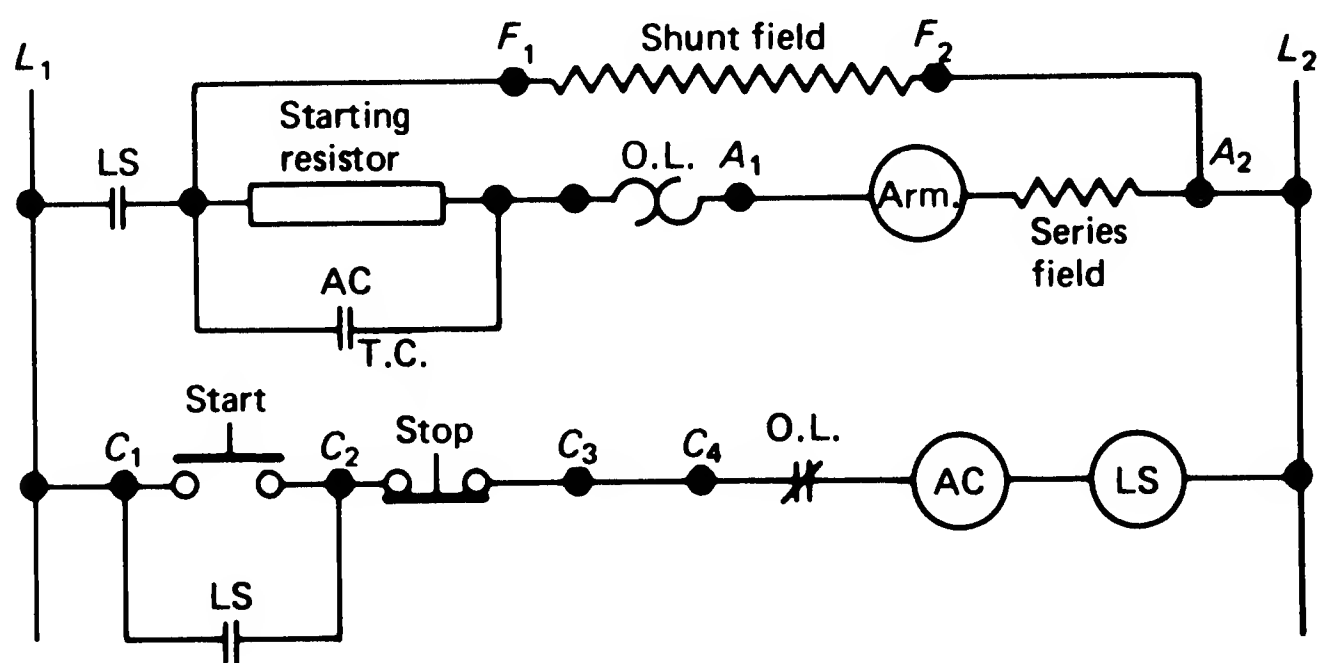 L1
F1
Shunt field
F2
L2
Starting
resistor
LS
O.L.
A1
Arm.
A2
Series
field
AC
T.C.
Start
C1
C2
Stop
C3
C4
O.L.
AC
LS
LS